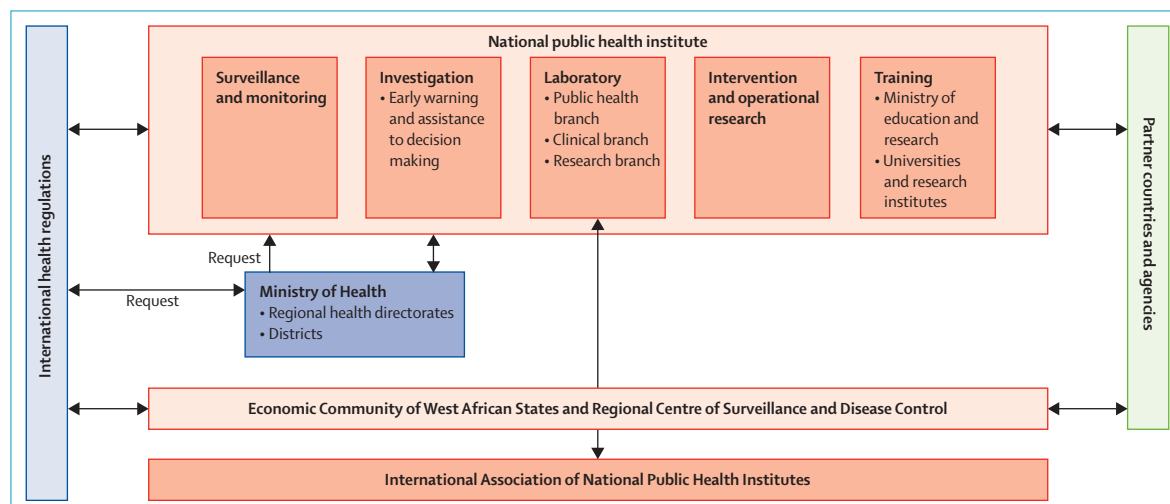 National public health institute
Surveillance
and monitoring
Investigation
• Early warning
and assistance
to decision
making
Laboratory
• Public health
branch
• Clinical branch
• Research branch
Intervention
and operational
research
Training
• Ministry of
education and
research
• Universities
and research
institutes
International health regulations
Partner countries and agencies
Request
Request
Ministry of Health
• Regional health directorates
• Districts
Economic Community of West African States and Regional Centre of Surveillance and Disease Control
International Association of National Public Health Institutes